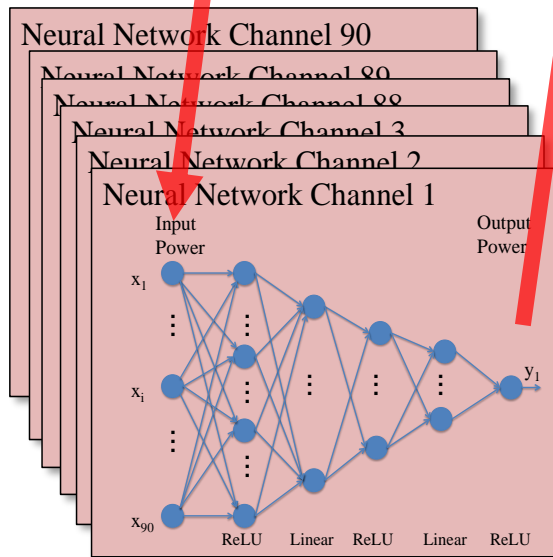 Neural Network Channel 90
Neural Network Channel 89
Neural Network Channel 88
Neural Network Channel 3
Neural Network Channel 2
Neural Network Channel 1
Input
Power
Output
Power
x1
xi
x90
y1
ReLU Linear ReLU Linear ReLU